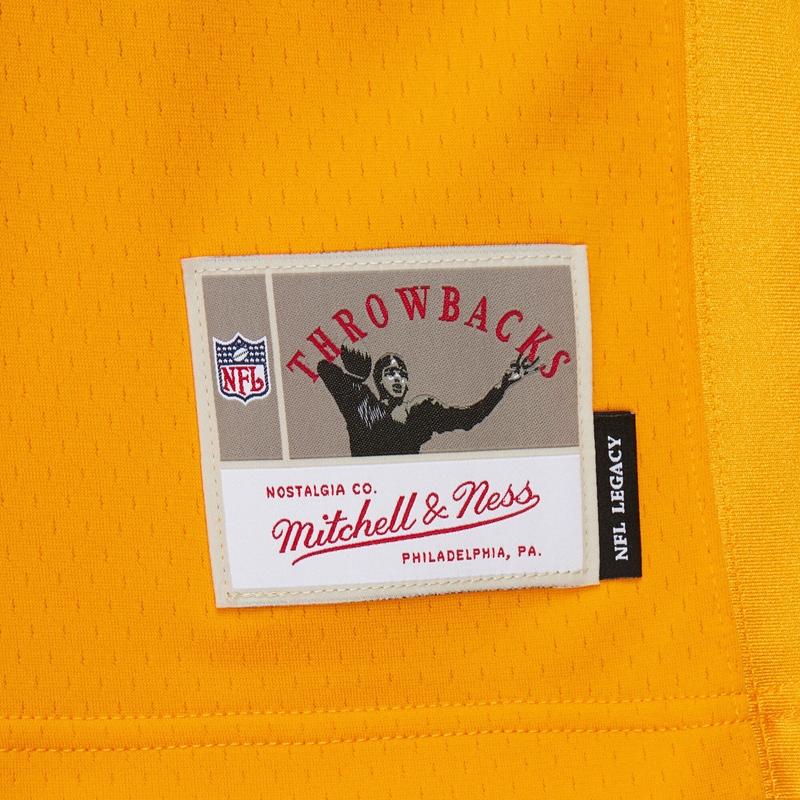 THROWBACKS
NFL
NOSTALGIA CO.
Mitchell & Ness
PHILADELPHIA, PA.
NFL LEGACY